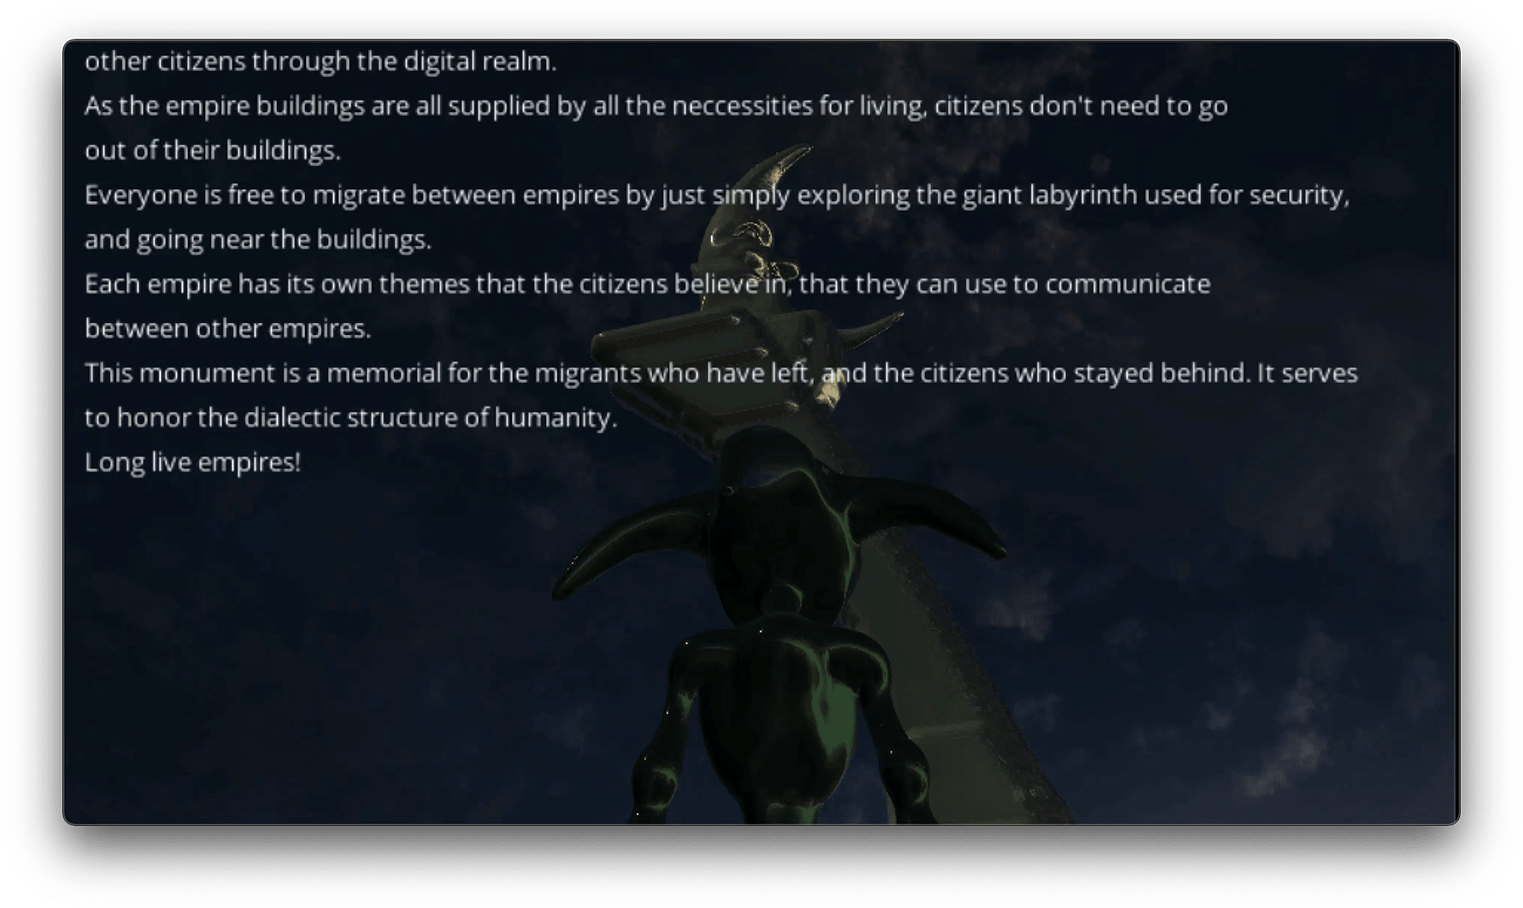 other citizens through the digital realm.
As the empire buildings are all supplied by all the neccessities for living, citizens don't need to go
out of their buildings.
Everyone is free to migrate between empires by just simply exploring the giant labyrinth used for security,
and going near the buildings.
Each empire has its own themes that the citizens believe in, that they can use to communicate
between other empires.
This monument is a memorial for the migrants who have left, and the citizens who stayed behind. It serves
to honor the dialectic structure of humanity.
Long live empires!